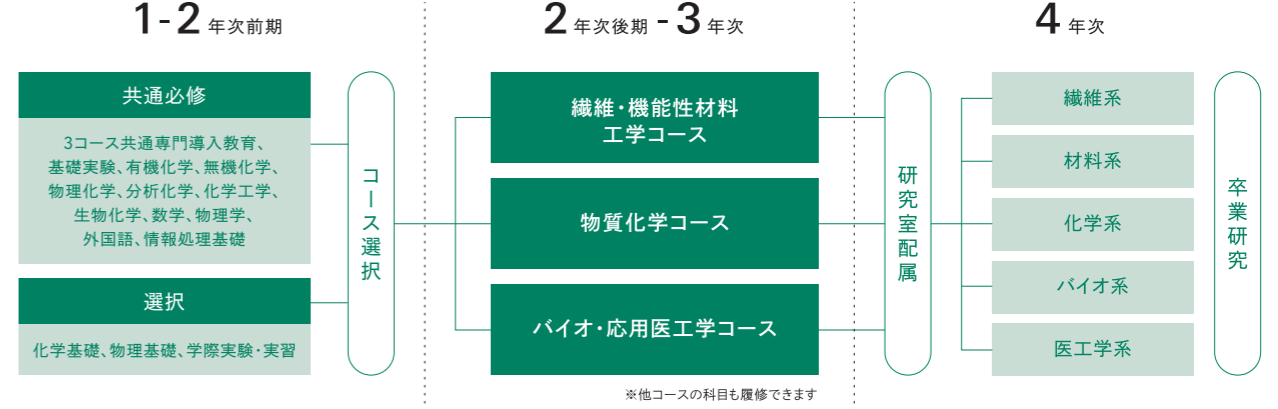 1-2 年次前期
共通必修
3コース共通専門導入教育、
基礎実験、有機化学、無機化学、
物理化学、分析化学、化学工学、
生物化学、数学、物理学、
外国語、情報処理基礎
選択
化学基礎、物理基礎、学際実験・実習
コース選択
2 年次後期 - 3 年次
繊維・機能性材料
工学コース
物質化学コース
バイオ・応用医工学コース
※他コースの科目も履修できます
研究室配属
4 年次
繊維系
材料系
化学系
バイオ系
医工学系
卒業研究